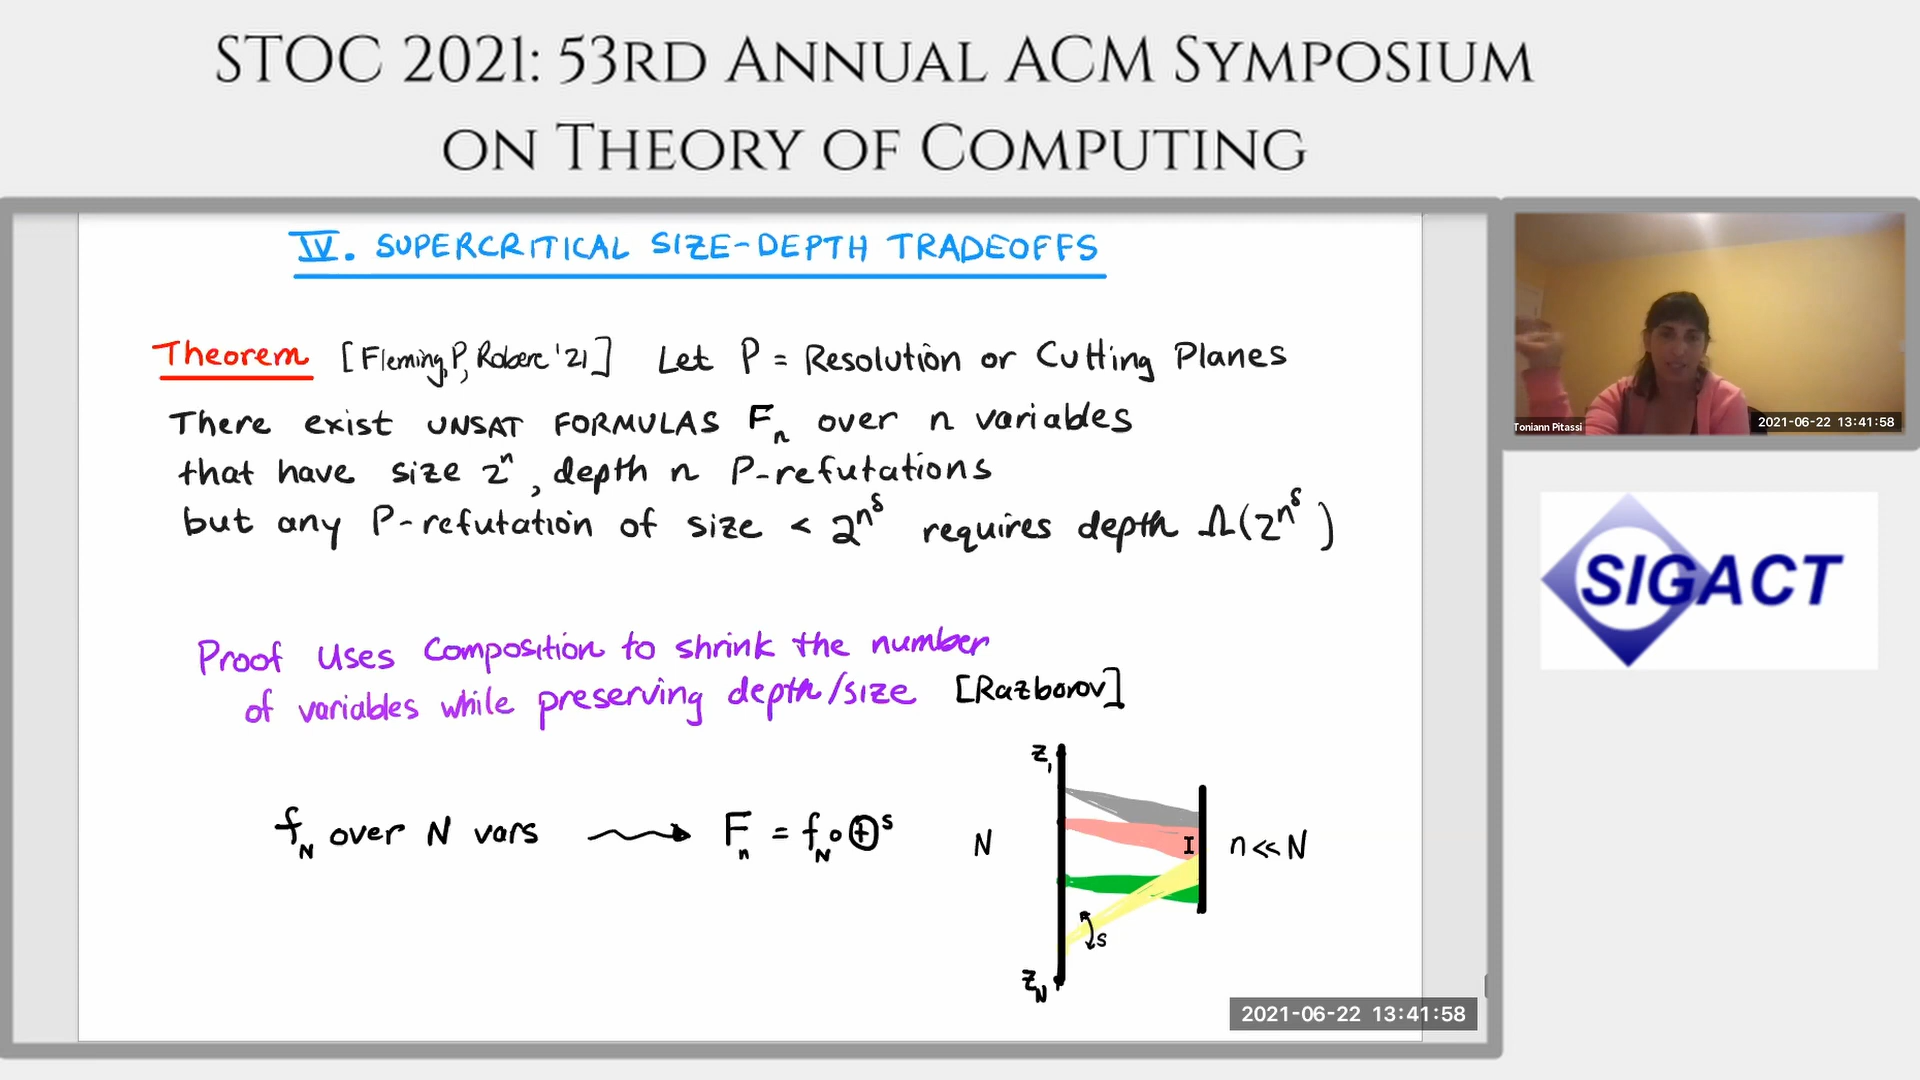 STOC 2021: 53RD ANNUAL ACM SYMPOSIUM
ON THEORY OF COMPUTING
IV. SUPERCRITICAL SIZE-DEPTH TRADEOFFS
Theorem [Fleming, P, Robere '21] Let P = Resolution or Cutting Planes
There exist UNSAT FORMULAS Fₙ over n variables
that have size 2ⁿ, depth n P-refutations
but any P-refutation of size < 2^{n^δ} requires depth Ω(2^{n^δ})
Proof Uses Composition to shrink the number
of variables while preserving depth/size [Razborov]
f_N over N vars ⟶ Fₙ = f_N ∘ ⊕ˢ
z₁
N
I
n << N
s
z_N
2021-06-22 13:41:58
Toniann Pitassi
2021-06-22 13:41:58
SIGACT